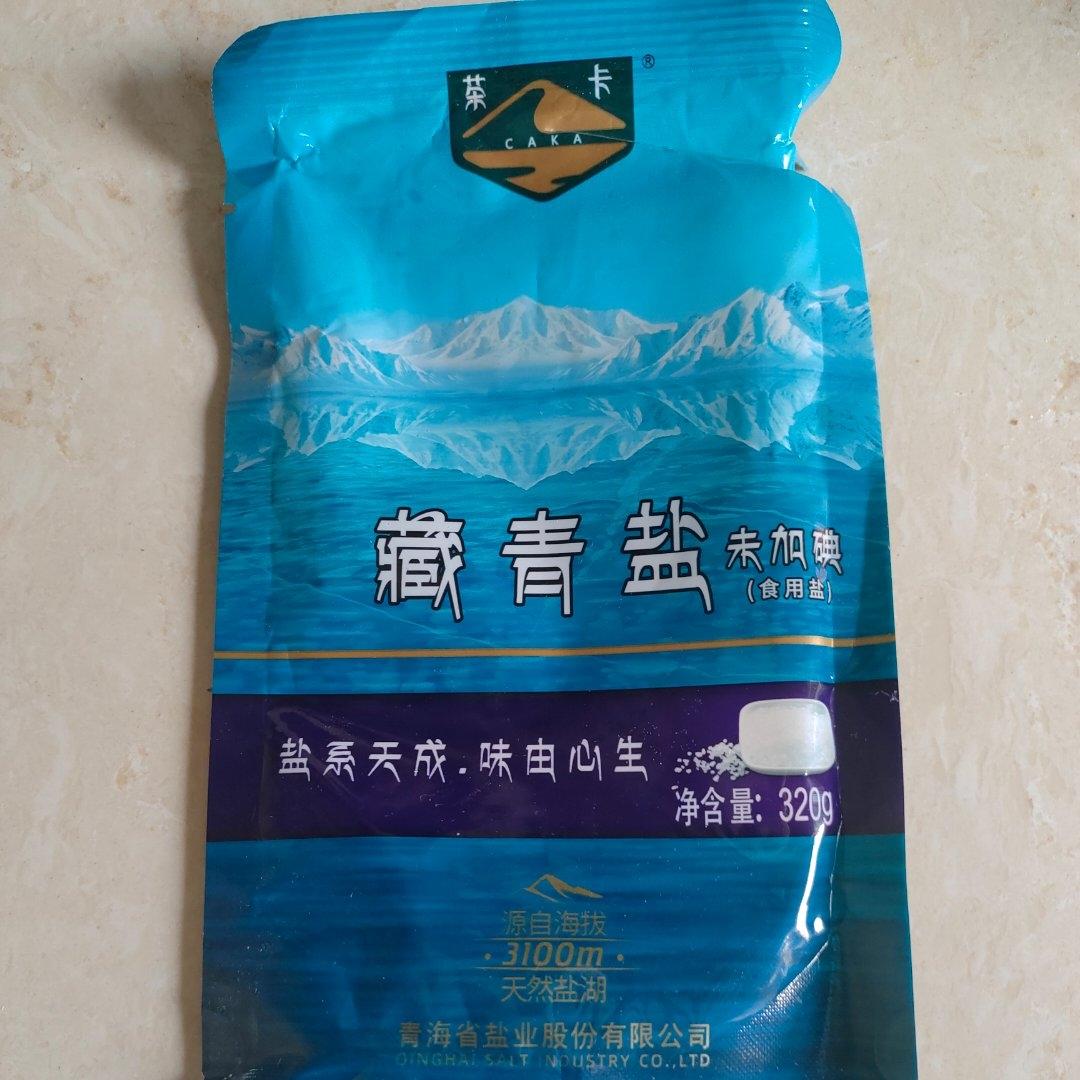 茶卡
®
CAKA
藏青盐 未加碘
(食用盐)
盐系天成.味由心生
净含量: 320g
源自海拔
·3100m·
天然盐湖
青海省盐业股份有限公司
QINGHAI SALT INDUSTRY CO.,LTD